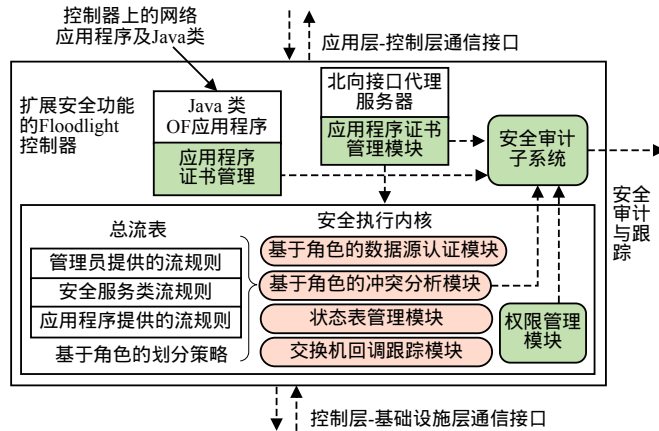 控制器上的网络
应用程序及Java类
应用层-控制层通信接口
扩展安全功能
的Floodlight
控制器
Java 类
OF应用程序
应用程序
证书管理
北向接口代理
服务器
应用程序证书
管理模块
安全审计
子系统
安全
审计
与跟
踪
总流表
安全执行内核
管理员提供的流规则
安全服务类流规则
应用程序提供的流规则
基于角色的划分策略
基于角色的数据源认证模块
基于角色的冲突分析模块
状态表管理模块
交换机回调跟踪模块
权限管理
模块
控制层-基础设施层通信接口